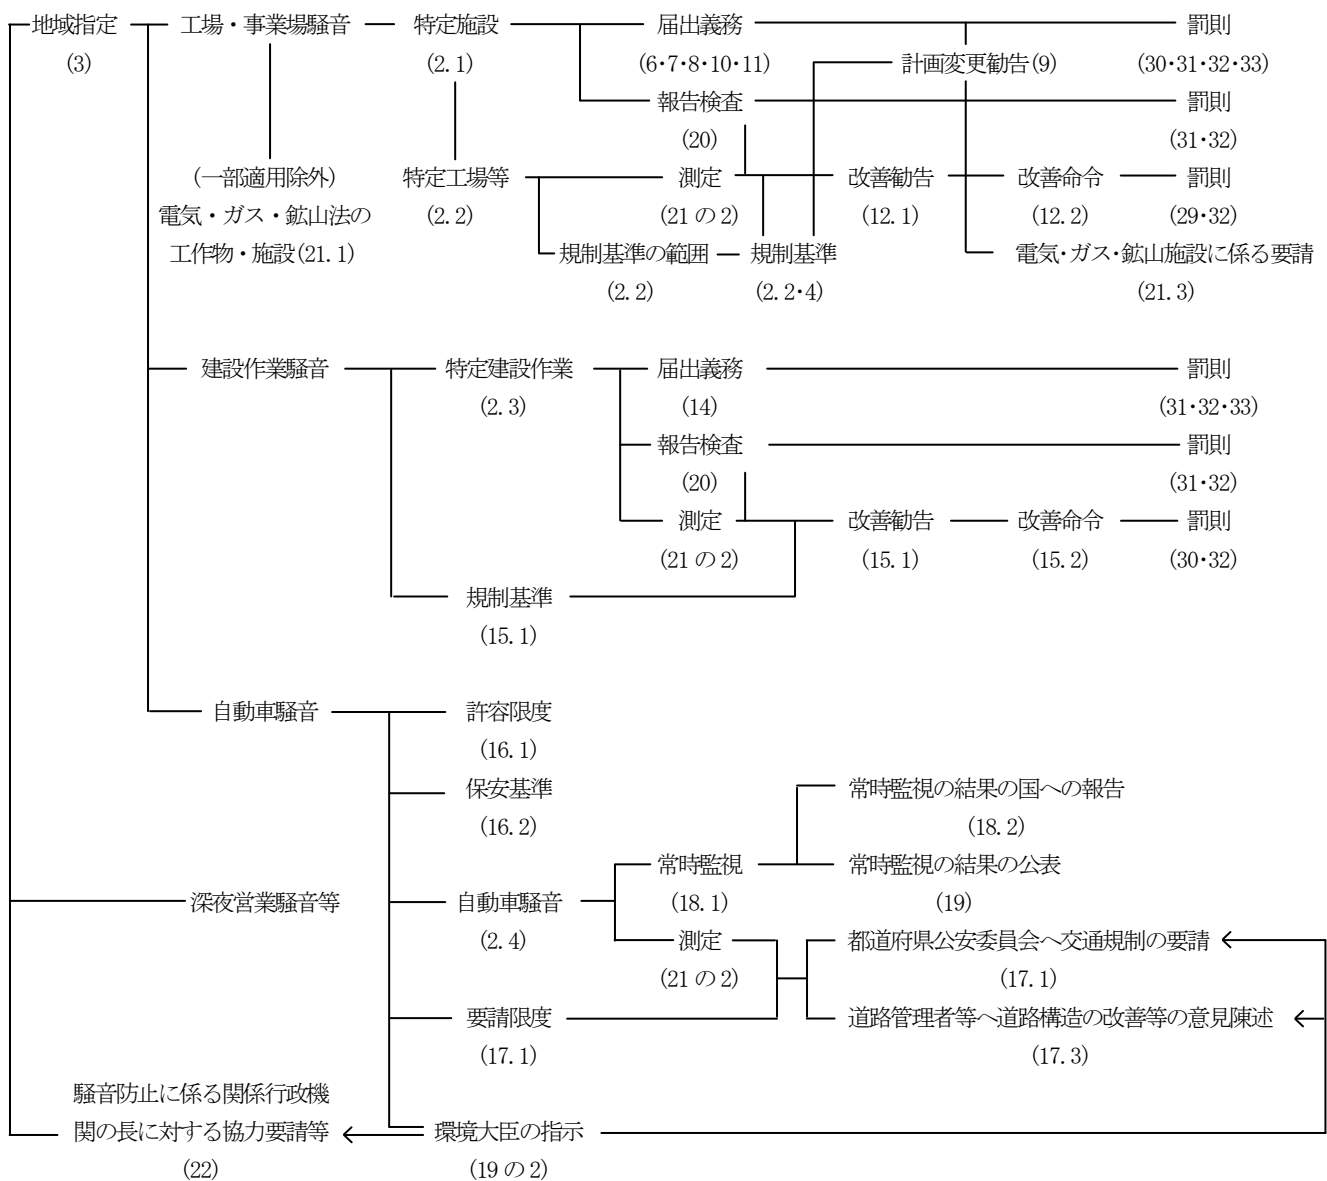 地域指定 工場・事業場騒音 特定施設 届出義務 罰則
(3) (2.1) (6・7・8・10・11) 計画変更勧告(9) (30・31・32・33)
報告検査 罰則
(20) (31・32)
(一部適用除外) 特定工場等 測定 改善勧告 改善命令 罰則
電気・ガス・鉱山法の (2.2) (21の2) (12.1) (12.2) (29・32)
工作物・施設(21.1) 規制基準の範囲 規制基準 電気・ガス・鉱山施設に係る要請
(2.2) (2.2・4) (21.3)
建設作業騒音 特定建設作業 届出義務 罰則
(2.3) (14) (31・32・33)
報告検査 罰則
(20) (31・32)
測定 改善勧告 改善命令 罰則
(21の2) (15.1) (15.2) (30・32)
規制基準
(15.1)
自動車騒音 許容限度
(16.1)
保安基準 常時監視の結果の国への報告
(16.2) (18.2)
常時監視 常時監視の結果の公表
深夜営業騒音等 自動車騒音 (18.1) (19)
(2.4) 測定 都道府県公安委員会へ交通規制の要請
(21の2) (17.1)
要請限度 道路管理者等へ道路構造の改善等の意見陳述
(17.1) (17.3)
騒音防止に係る関係行政機
関の長に対する協力要請等 環境大臣の指示
(22) (19の2)